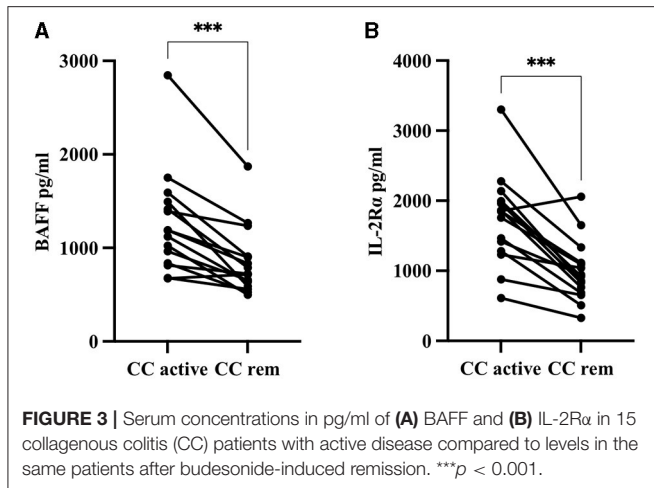 A
***
3000
2000
1000
0
BAFF pg/ml
CC active CC rem
B
***
4000
3000
2000
1000
0
IL-2Rα pg/ml
CC active CC rem
FIGURE 3 | Serum concentrations in pg/ml of (A) BAFF and (B) IL-2Rα in 15
collagenous colitis (CC) patients with active disease compared to levels in the
same patients after budesonide-induced remission. ***p < 0.001.